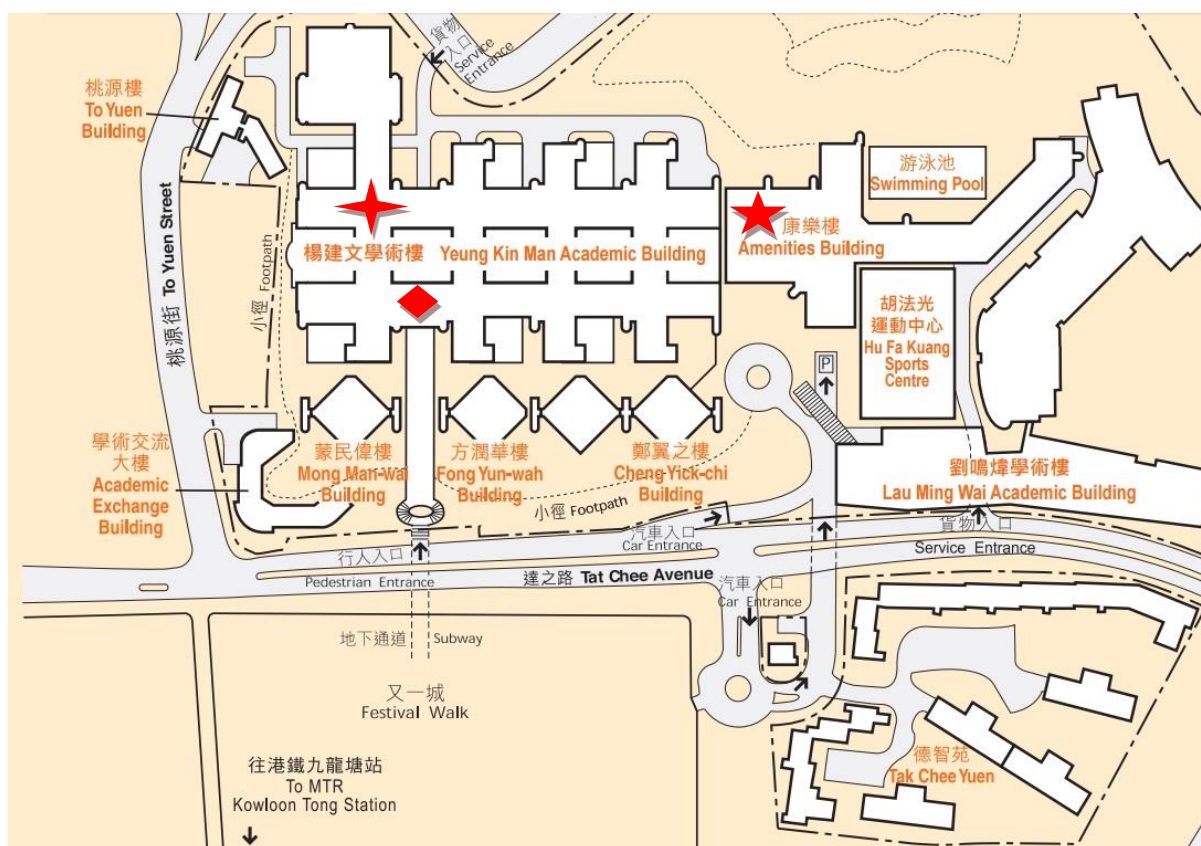 貨物
入口
Service
Entrance
桃源樓
To Yuen
Building
游泳池
Swimming Pool
康樂樓
Amenities Building
楊建文學術樓 Yeung Kin Man Academic Building
桃源街 To Yuen Street
小徑 Footpath
胡法光
運動中心
Hu Fa Kuang
Sports
Centre
P
學術交流
大樓
Academic
Exchange
Building
蒙民偉樓
Mong Man-wai
Building
方潤華樓
Fong Yun-wah
Building
鄭翼之樓
Cheng Yick-chi
Building
劉鳴煒學術樓
Lau Ming Wai Academic Building
小徑 Footpath
貨物入口
Service Entrance
汽車入口
Car Entrance
行人入口
Pedestrian Entrance
達之路 Tat Chee Avenue
汽車入口
Car Entrance
地下通道 Subway
又一城
Festival Walk
德智苑
Tak Chee Yuen
往港鐵九龍塘站
To MTR
Kowloon Tong Station